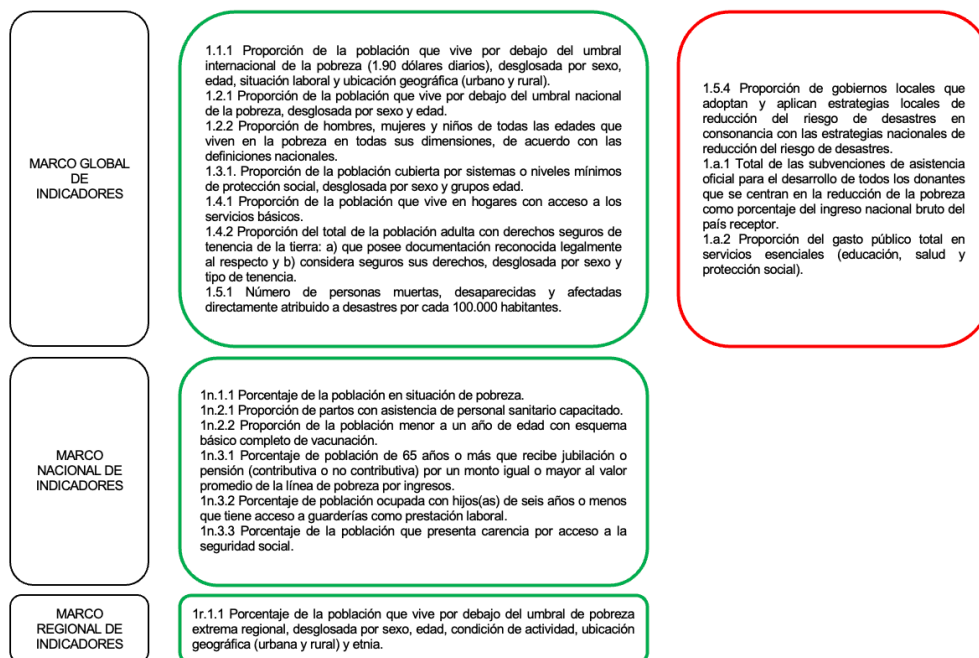 MARCO GLOBAL
DE
INDICADORES
1.1.1 Proporción de la población que vive por debajo del umbral
internacional de la pobreza (1.90 dólares diarios), desglosada por sexo,
edad, situación laboral y ubicación geográfica (urbano y rural).
1.2.1 Proporción de la población que vive por debajo del umbral nacional
de la pobreza, desglosada por sexo y edad.
1.2.2 Proporción de hombres, mujeres y niños de todas las edades que
viven en la pobreza en todas sus dimensiones, de acuerdo con las
definiciones nacionales.
1.3.1. Proporción de la población cubierta por sistemas o niveles mínimos
de protección social, desglosada por sexo y grupos edad.
1.4.1 Proporción de la población que vive en hogares con acceso a los
servicios básicos.
1.4.2 Proporción del total de la población adulta con derechos seguros de
tenencia de la tierra: a) que posee documentación reconocida legalmente
al respecto y b) considera seguros sus derechos, desglosada por sexo y
tipo de tenencia.
1.5.1 Número de personas muertas, desaparecidas y afectadas
directamente atribuido a desastres por cada 100.000 habitantes.
1.5.4 Proporción de gobiernos locales que
adoptan y aplican estrategias locales de
reducción del riesgo de desastres en
consonancia con las estrategias nacionales de
reducción del riesgo de desastres.
1.a.1 Total de las subvenciones de asistencia
oficial para el desarrollo de todos los donantes
que se centran en la reducción de la pobreza
como porcentaje del ingreso nacional bruto del
país receptor.
1.a.2 Proporción del gasto público total en
servicios esenciales (educación, salud y
protección social).
MARCO
NACIONAL DE
INDICADORES
1n.1.1 Porcentaje de la población en situación de pobreza.
1n.2.1 Proporción de partos con asistencia de personal sanitario capacitado.
1n.2.2 Proporción de la población menor a un año de edad con esquema
básico completo de vacunación.
1n.3.1 Porcentaje de población de 65 años o más que recibe jubilación o
pensión (contributiva o no contributiva) por un monto igual o mayor al valor
promedio de la línea de pobreza por ingresos.
1n.3.2 Porcentaje de población ocupada con hijos(as) de seis años o menos
que tiene acceso a guarderías como prestación laboral.
1n.3.3 Porcentaje de la población que presenta carencia por acceso a la
seguridad social.
MARCO
REGIONAL DE
INDICADORES
1r.1.1 Porcentaje de la población que vive por debajo del umbral de pobreza
extrema regional, desglosada por sexo, edad, condición de actividad, ubicación
geográfica (urbana y rural) y etnia.